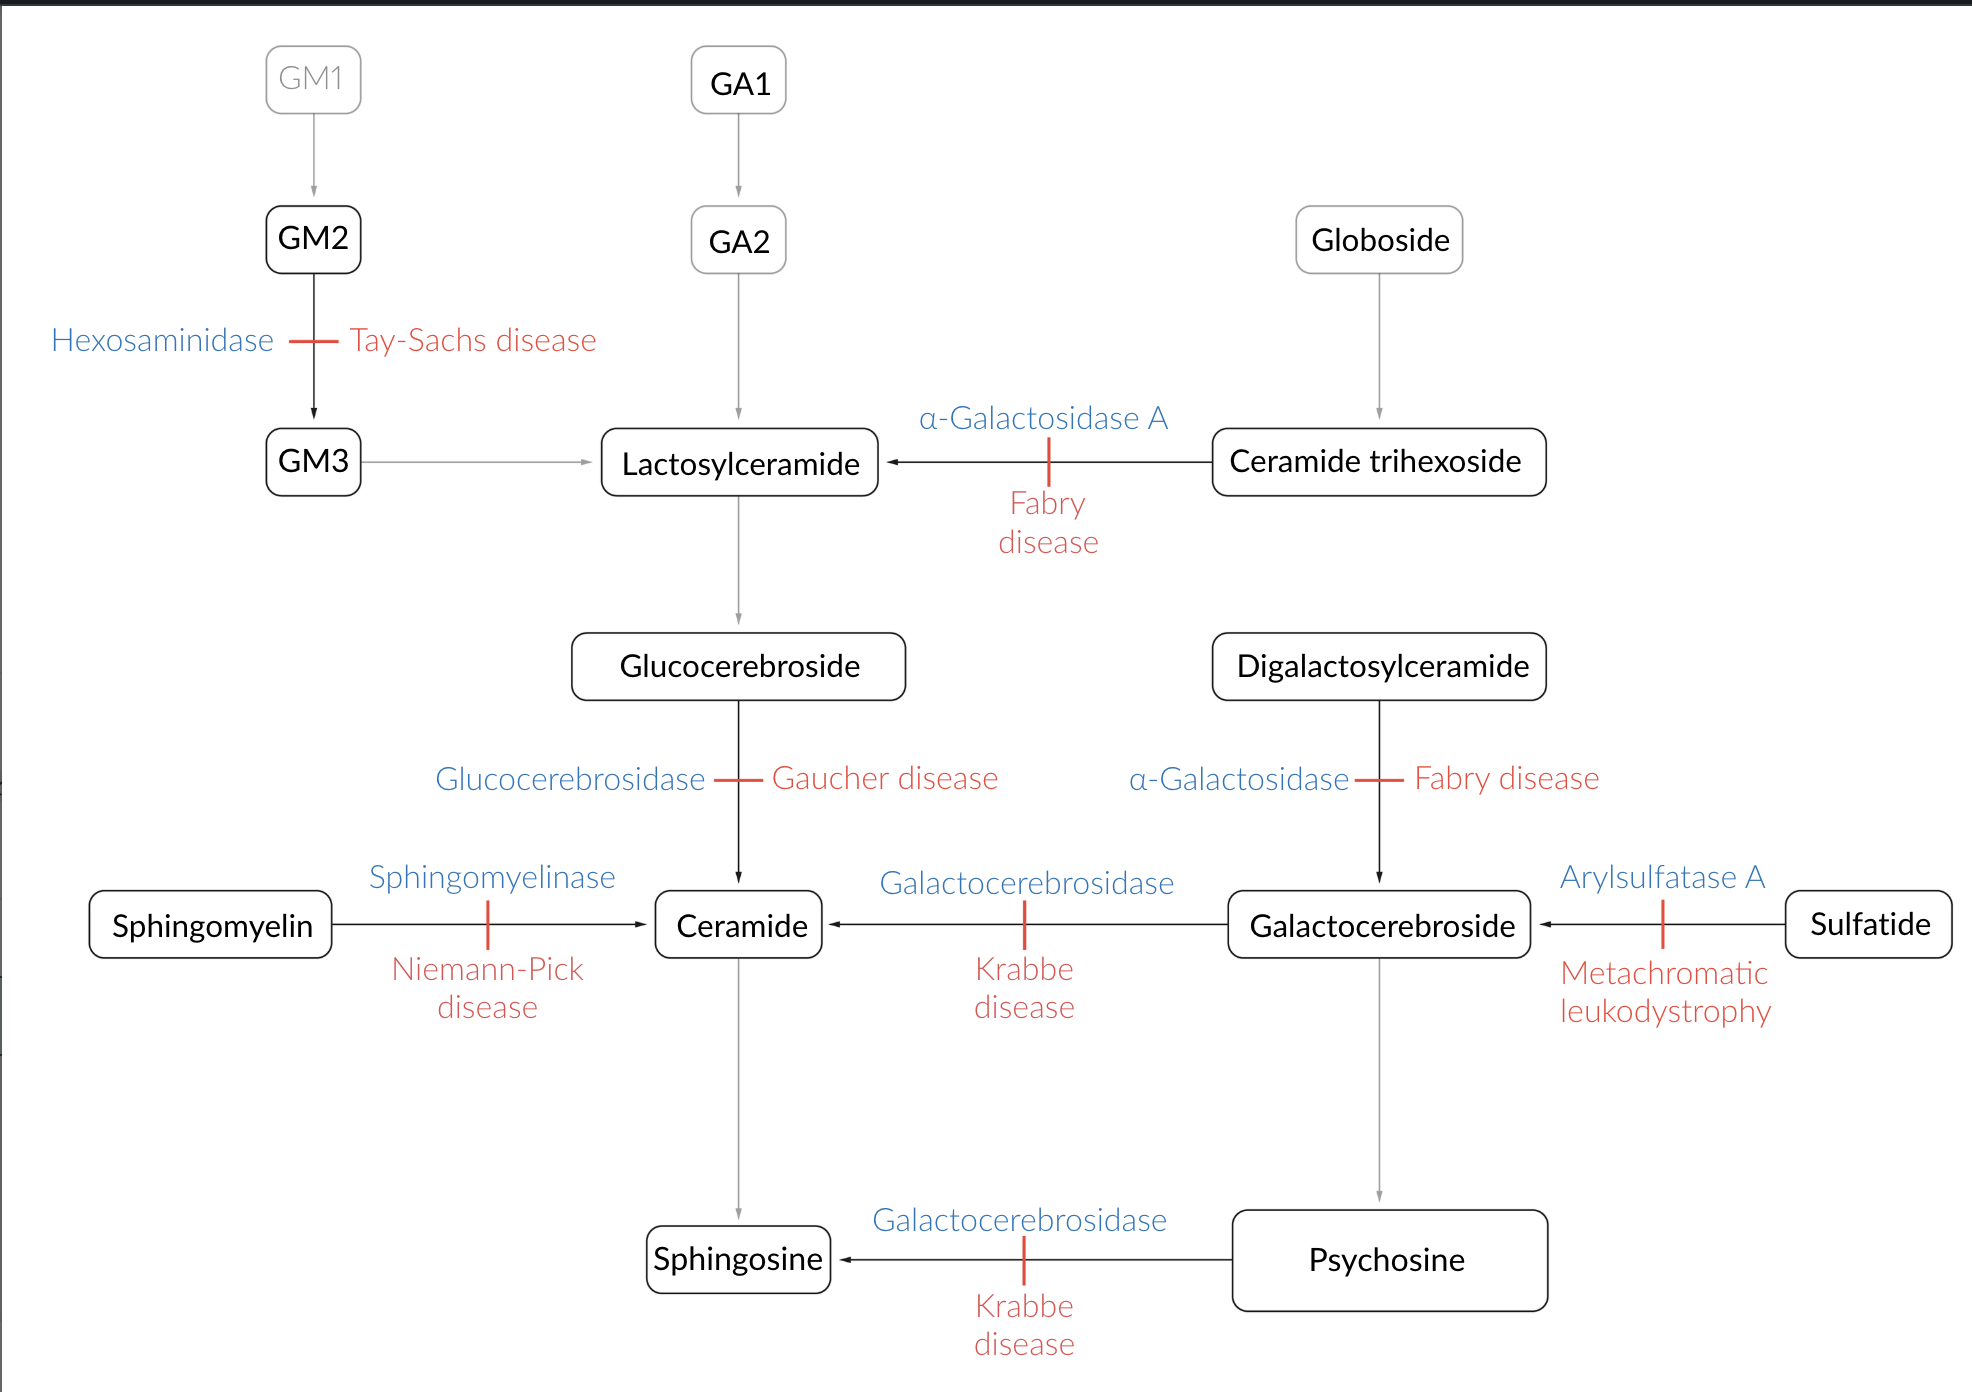 GM1
GA1
GM2
GA2
Globoside
Hexosaminidase
Tay-Sachs disease
α-Galactosidase A
GM3
Lactosylceramide
Ceramide trihexoside
Fabry
disease
Glucocerebroside
Digalactosylceramide
Glucocerebrosidase
Gaucher disease
α-Galactosidase
Fabry disease
Sphingomyelinase
Galactocerebrosidase
Arylsulfatase A
Sphingomyelin
Ceramide
Galactocerebroside
Sulfatide
Niemann-Pick
disease
Krabbe
disease
Metachromatic
leukodystrophy
Galactocerebrosidase
Sphingosine
Psychosine
Krabbe
disease